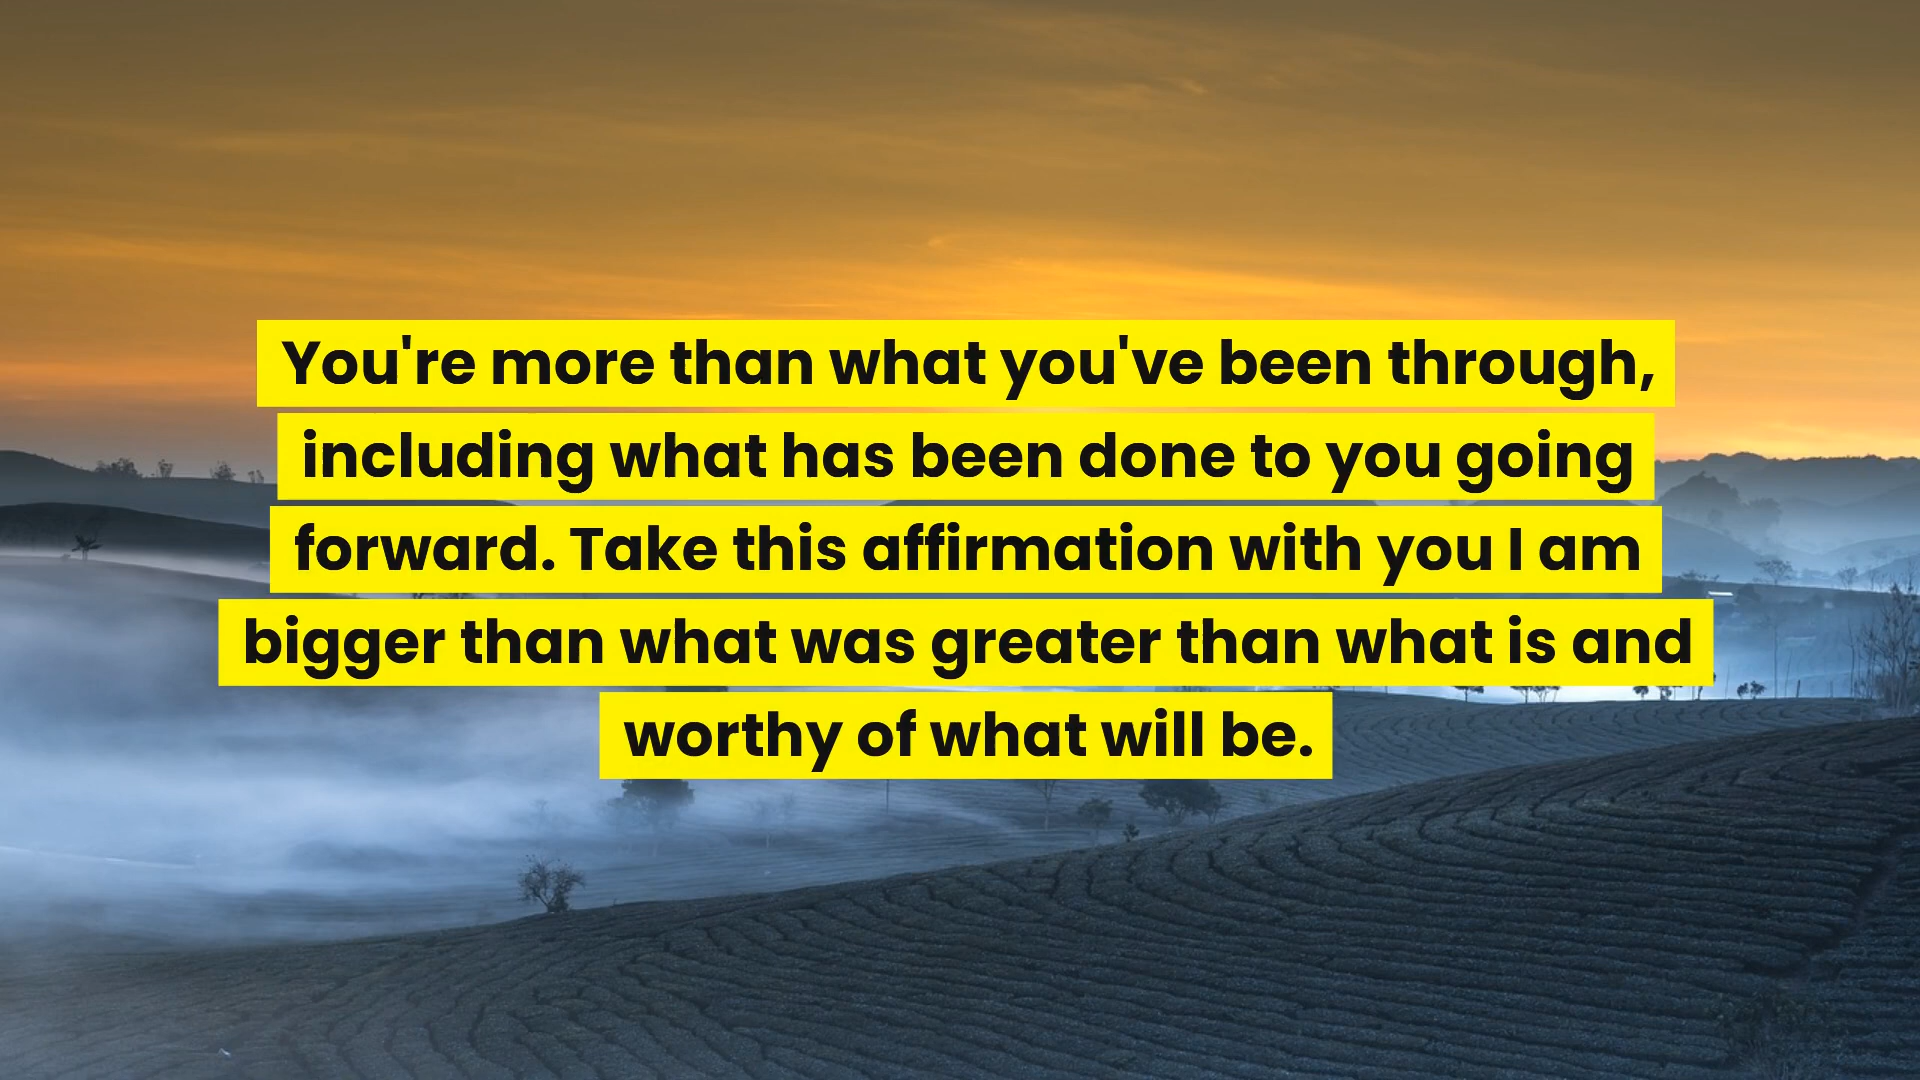 You're more than what you've been through,
including what has been done to you going
forward. Take this affirmation with you I am
bigger than what was greater than what is and
worthy of what will be.